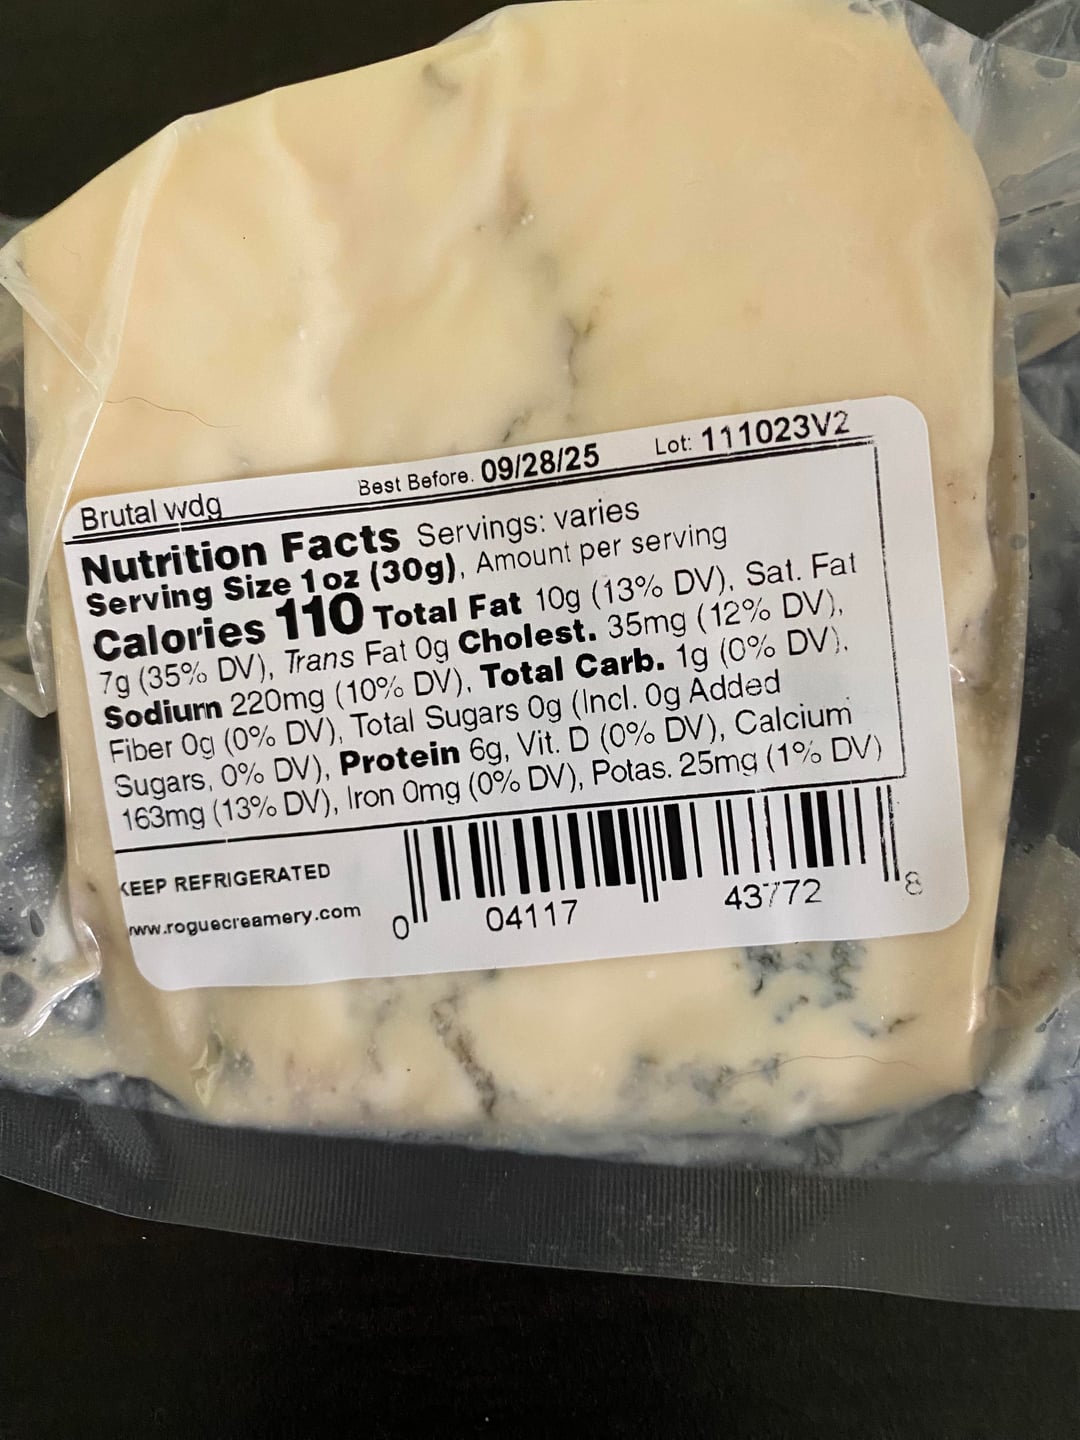 Brutal wdg Best Before. 09/28/25 Lot: 111023V2
Nutrition Facts Servings: varies
Serving Size 1 oz (30g), Amount per serving
Calories 110 Total Fat 10g (13% DV), Sat. Fat
7g (35% DV), Trans Fat 0g Cholest. 35mg (12% DV),
Sodium 220mg (10% DV), Total Carb. 1g (0% DV),
Fiber 0g (0% DV), Total Sugars 0g (Incl. 0g Added
Sugars, 0% DV), Protein 6g, Vit. D (0% DV), Calcium
163mg (13% DV), Iron 0mg (0% DV), Potas. 25mg (1% DV)
KEEP REFRIGERATED
www.roguecreamery.com
0 04117 43772 8